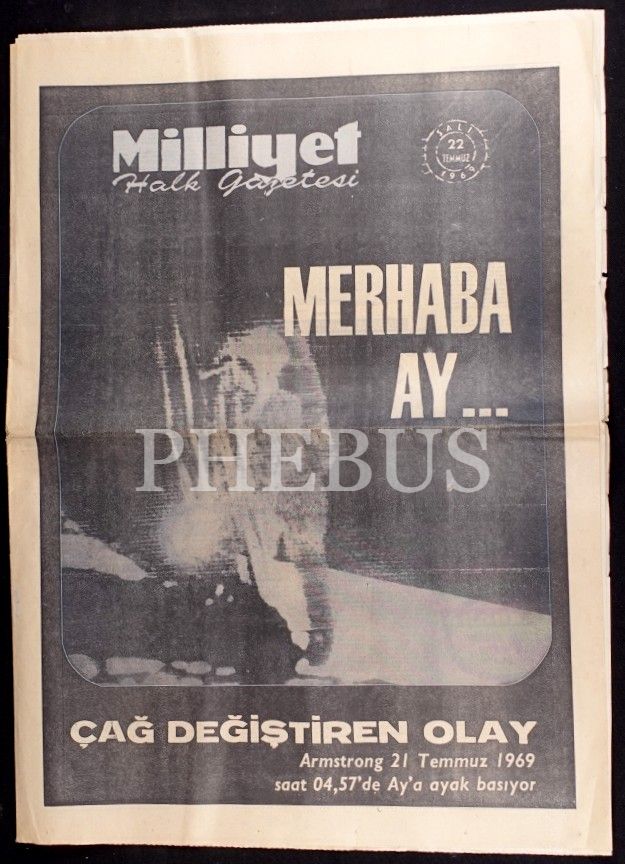 Milliyet
Halk Gazetesi
SALI
22
TEMMUZ
1969
MERHABA
AY...
PHEBUS
ÇAĞ DEĞİŞTİREN OLAY
Armstrong 21 Temmuz 1969
saat 04,57'de Ay'a ayak basıyor